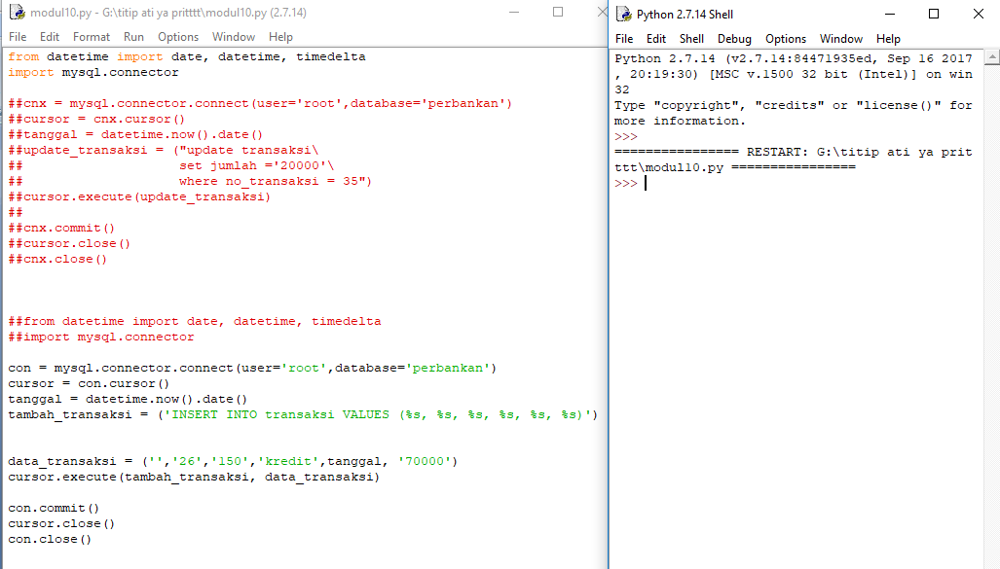 modul10.py - G:\titip ati ya pritttt\modul10.py (2.7.14)
File Edit Format Run Options Window Help
from datetime import date, datetime, timedelta
import mysql.connector
##cnx = mysql.connector.connect(user='root',database='perbankan')
##cursor = cnx.cursor()
##tanggal = datetime.now().date()
##update_transaksi = ("update transaksi\
## set jumlah ='20000'\
## where no_transaksi = 35")
##cursor.execute(update_transaksi)
##
##cnx.commit()
##cursor.close()
##cnx.close()
##from datetime import date, datetime, timedelta
##import mysql.connector
con = mysql.connector.connect(user='root',database='perbankan')
cursor = con.cursor()
tanggal = datetime.now().date()
tambah_transaksi = ('INSERT INTO transaksi VALUES (%s, %s, %s, %s, %s, %s)')
data_transaksi = ('','26','150','kredit',tanggal, '70000')
cursor.execute(tambah_transaksi, data_transaksi)
con.commit()
cursor.close()
con.close()
Python 2.7.14 Shell
File Edit Shell Debug Options Window Help
Python 2.7.14 (v2.7.14:84471935ed, Sep 16 2017
, 20:19:30) [MSC v.1500 32 bit (Intel)] on win
32
Type "copyright", "credits" or "license()" for
more information.
>>>
================ RESTART: G:\titip ati ya prit
ttt\modul10.py ================
>>>